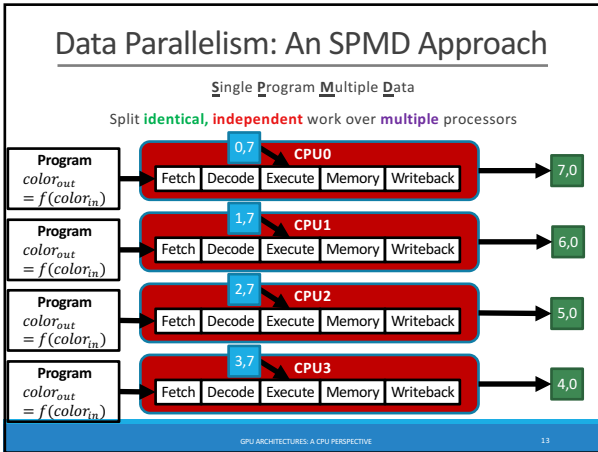 Data Parallelism: An SPMD Approach
Single Program Multiple Data
Split identical, independent work over multiple processors
Program
color_out
= f(color_in)
0,7
CPU0
Fetch Decode Execute Memory Writeback
7,0
Program
color_out
= f(color_in)
1,7
CPU1
Fetch Decode Execute Memory Writeback
6,0
Program
color_out
= f(color_in)
2,7
CPU2
Fetch Decode Execute Memory Writeback
5,0
Program
color_out
= f(color_in)
3,7
CPU3
Fetch Decode Execute Memory Writeback
4,0
GPU ARCHITECTURES: A CPU PERSPECTIVE 13